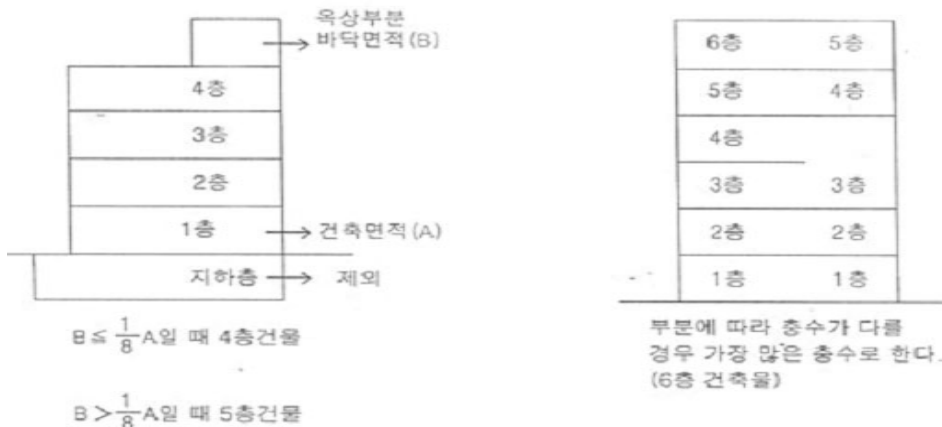 옥상부분
바닥면적(B)
4층
3층
2층
1층
건축면적(A)
지하층
제외
B ≤ 1/8 A일 때 4층건물
B > 1/8 A일 때 5층건물
6층 5층
5층 4층
4층
3층 3층
2층 2층
1층 1층
부분에 따라 층수가 다를
경우 가장 많은 층수로 한다.
(6층 건축물)